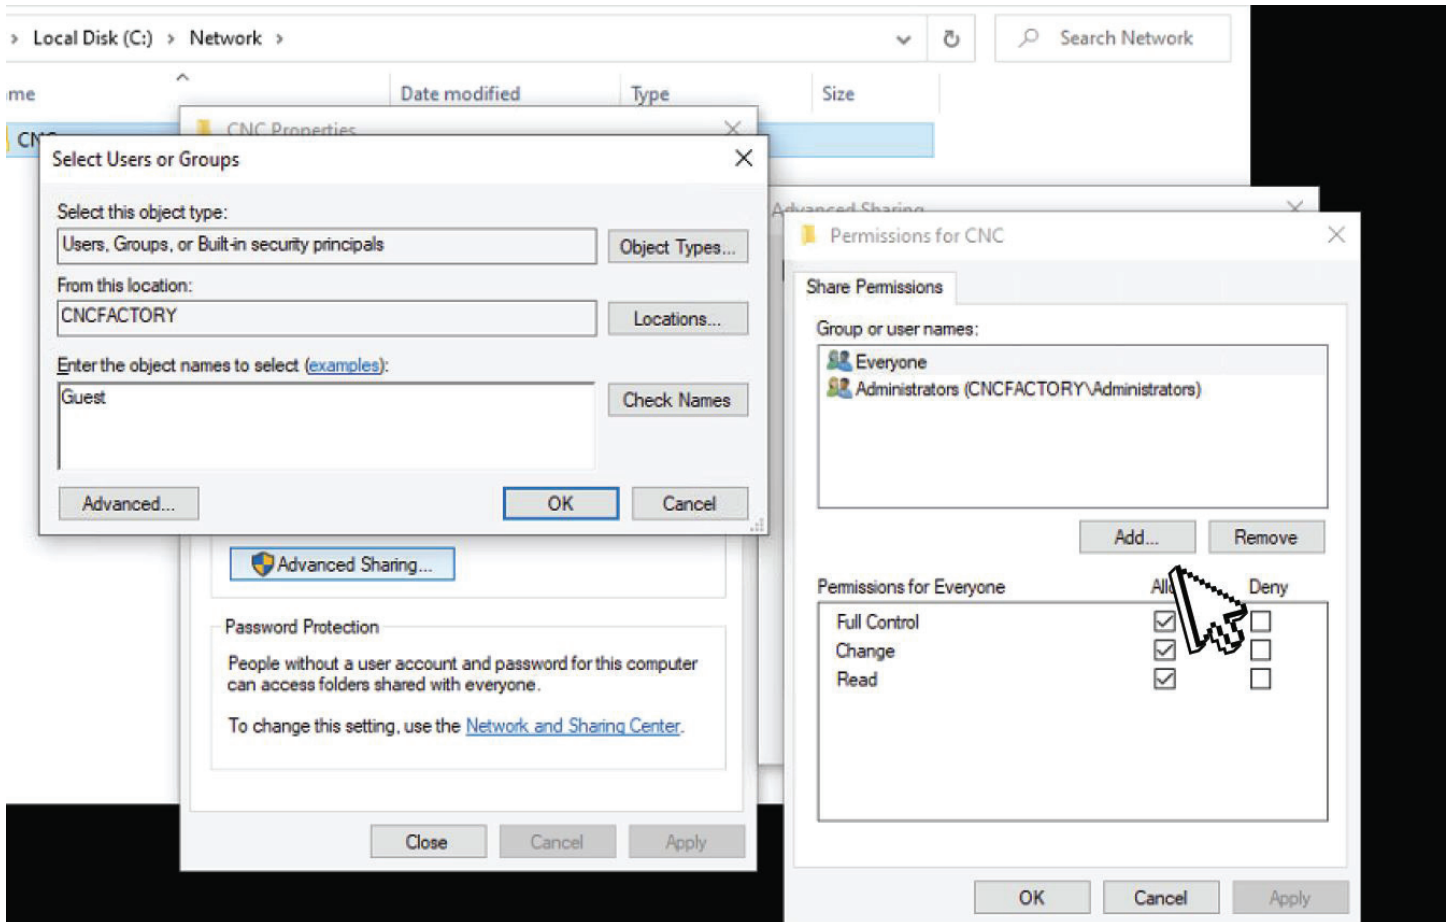 › Local Disk (C:) › Network ›
Search Network
me
Date modified
Type
Size
CNC Properties
Select Users or Groups
Select this object type:
Users, Groups, or Built-in security principals
Object Types...
From this location:
CNCFACTORY
Locations...
Enter the object names to select (examples):
Guest
Check Names
Advanced...
OK
Cancel
Advanced Sharing...
Password Protection
People without a user account and password for this computer
can access folders shared with everyone.
To change this setting, use the Network and Sharing Center.
Close
Cancel
Apply
Advanced Sharing
Permissions for CNC
Share Permissions
Group or user names:
Everyone
Administrators (CNCFACTORY\Administrators)
Add...
Remove
Permissions for Everyone
Deny
Full Control
Change
Read
OK
Cancel
Apply